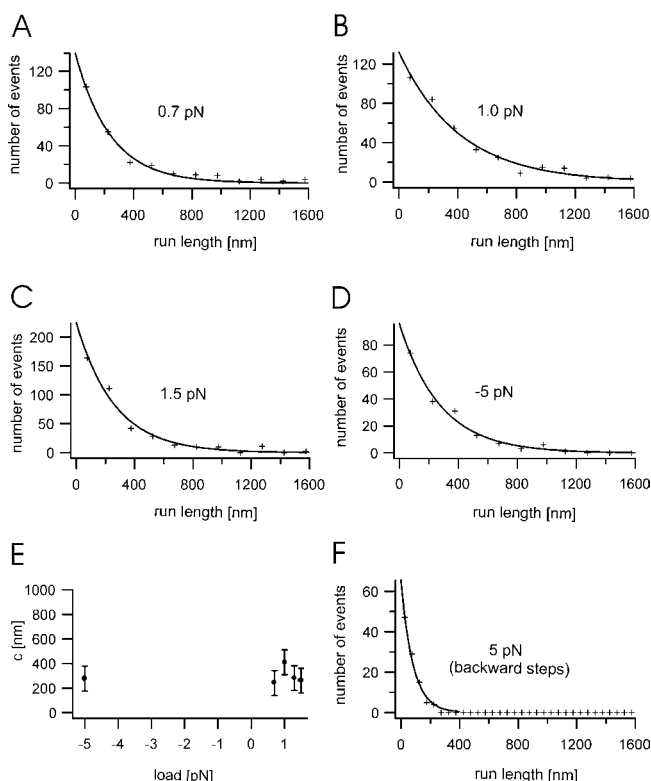 A
number of events
120
80
40
0
0.7 pN
0 400 800 1200 1600
run length [nm]
B
number of events
120
80
40
0
1.0 pN
0 400 800 1200 1600
run length [nm]
C
number of events
200
150
100
50
0
1.5 pN
0 400 800 1200 1600
run length [nm]
D
number of events
80
60
40
20
0
-5 pN
0 400 800 1200 1600
run length [nm]
E
c [nm]
1000
800
600
400
200
0
-5 -4 -3 -2 -1 0 1
load [pN]
F
number of events
60
40
20
0
5 pN
(backward steps)
0 400 800 1200 1600
run length [nm]